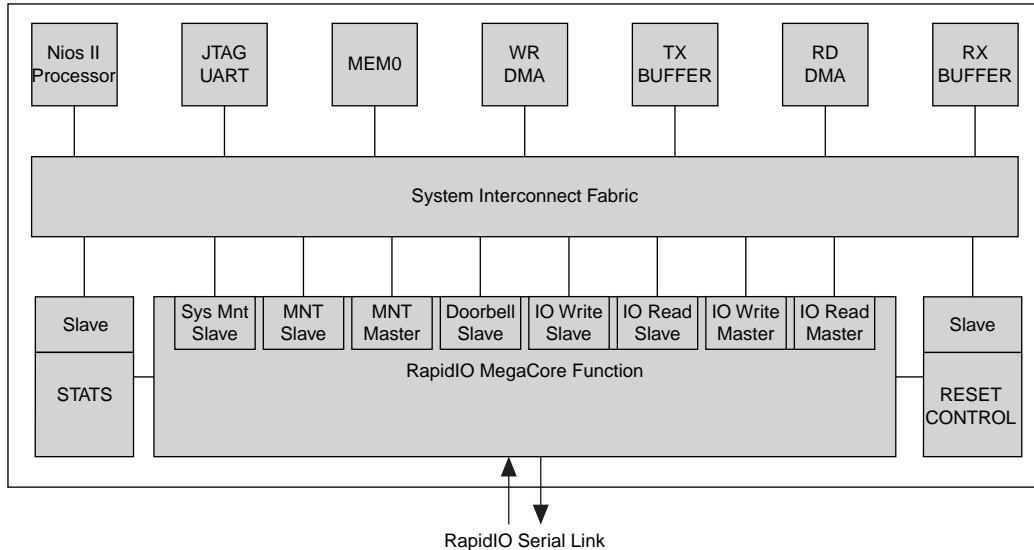 Nios II
Processor
JTAG
UART
MEM0
WR
DMA
TX
BUFFER
RD
DMA
RX
BUFFER
System Interconnect Fabric
Slave
Sys Mnt
Slave
MNT
Slave
MNT
Master
Doorbell
Slave
IO Write
Slave
IO Read
Slave
IO Write
Master
IO Read
Master
Slave
RapidIO MegaCore Function
STATS
RESET
CONTROL
RapidIO Serial Link